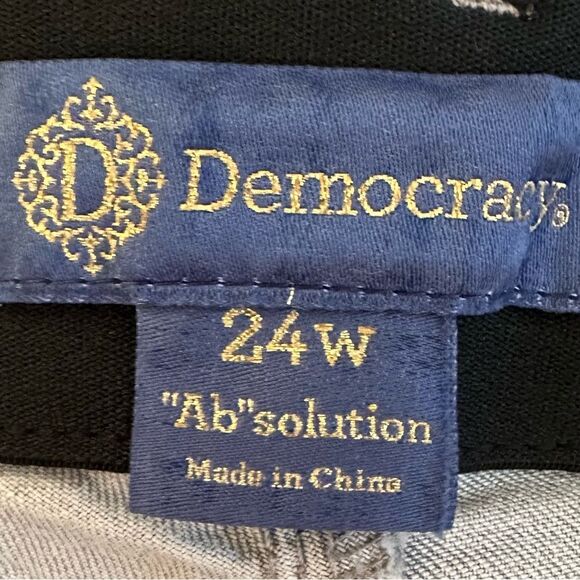 D Democracy®
24W
"Ab"solution
Made in China